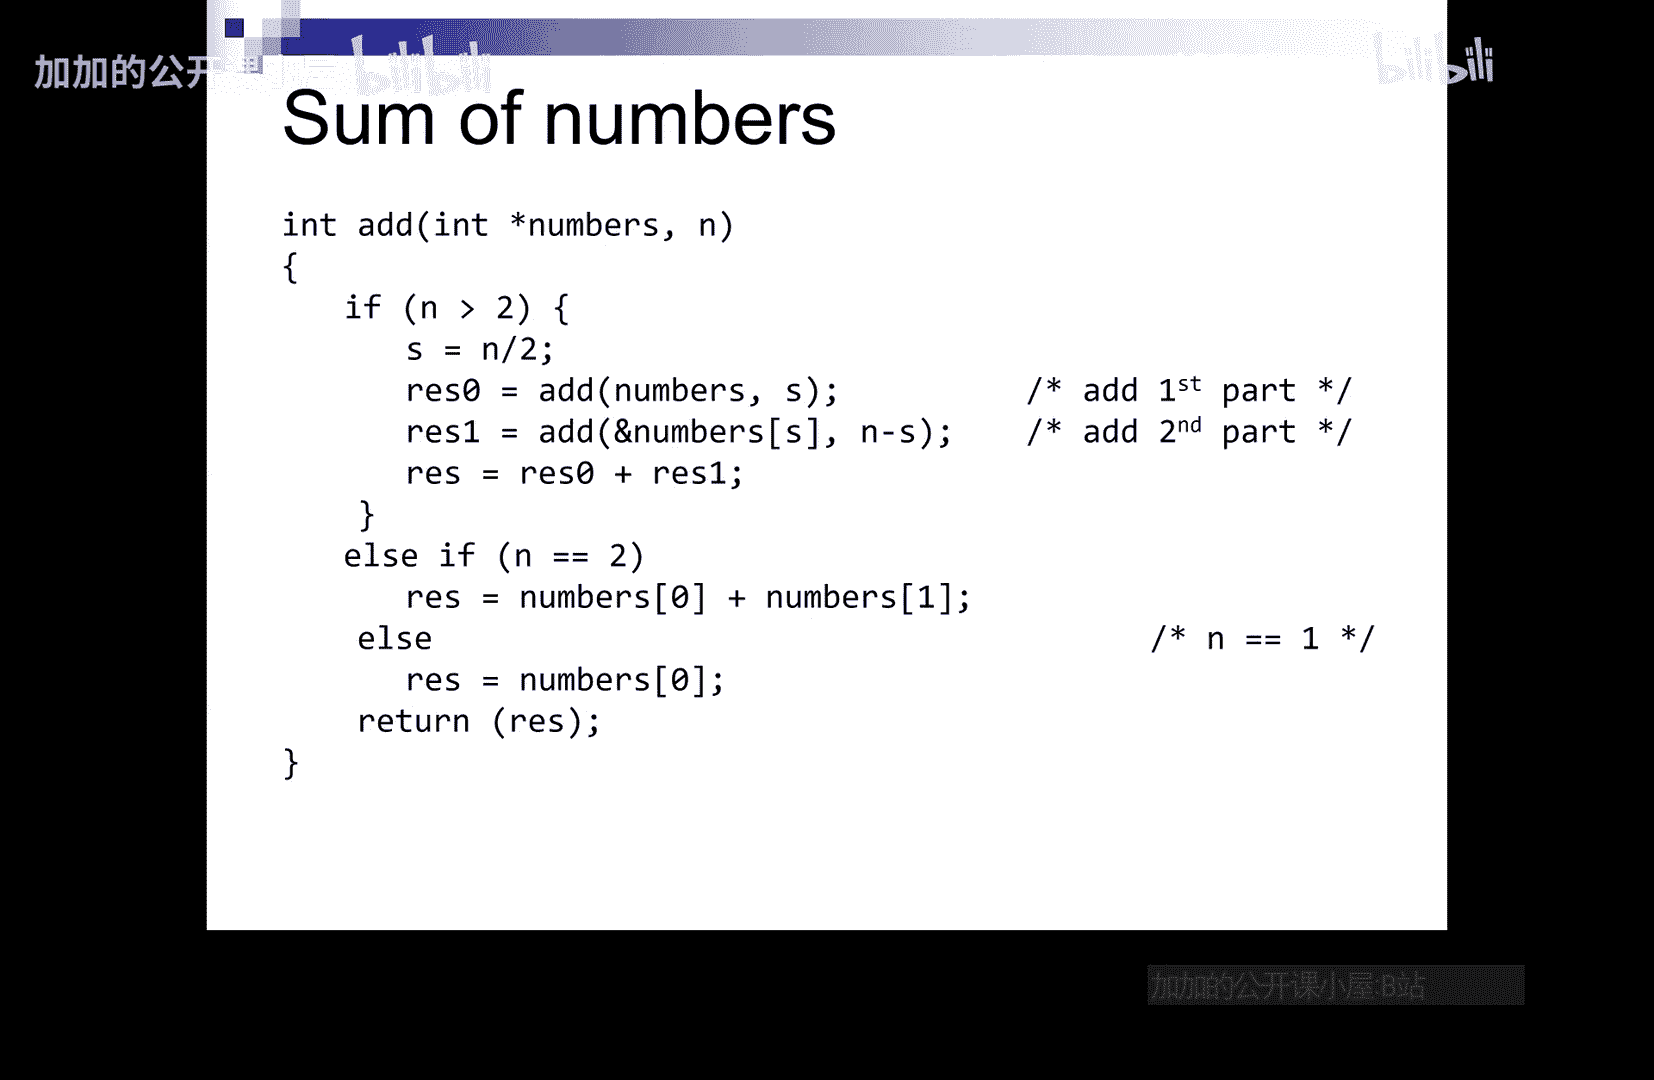 加加的公开
bilibili
bilibili
Sum of numbers
int add(int *numbers, n)
{
if (n > 2) {
s = n/2;
res0 = add(numbers, s); /* add 1st part */
res1 = add(&numbers[s], n-s); /* add 2nd part */
res = res0 + res1;
}
else if (n == 2)
res = numbers[0] + numbers[1];
else /* n == 1 */
res = numbers[0];
return (res);
}
加加的公开课小屋:B站